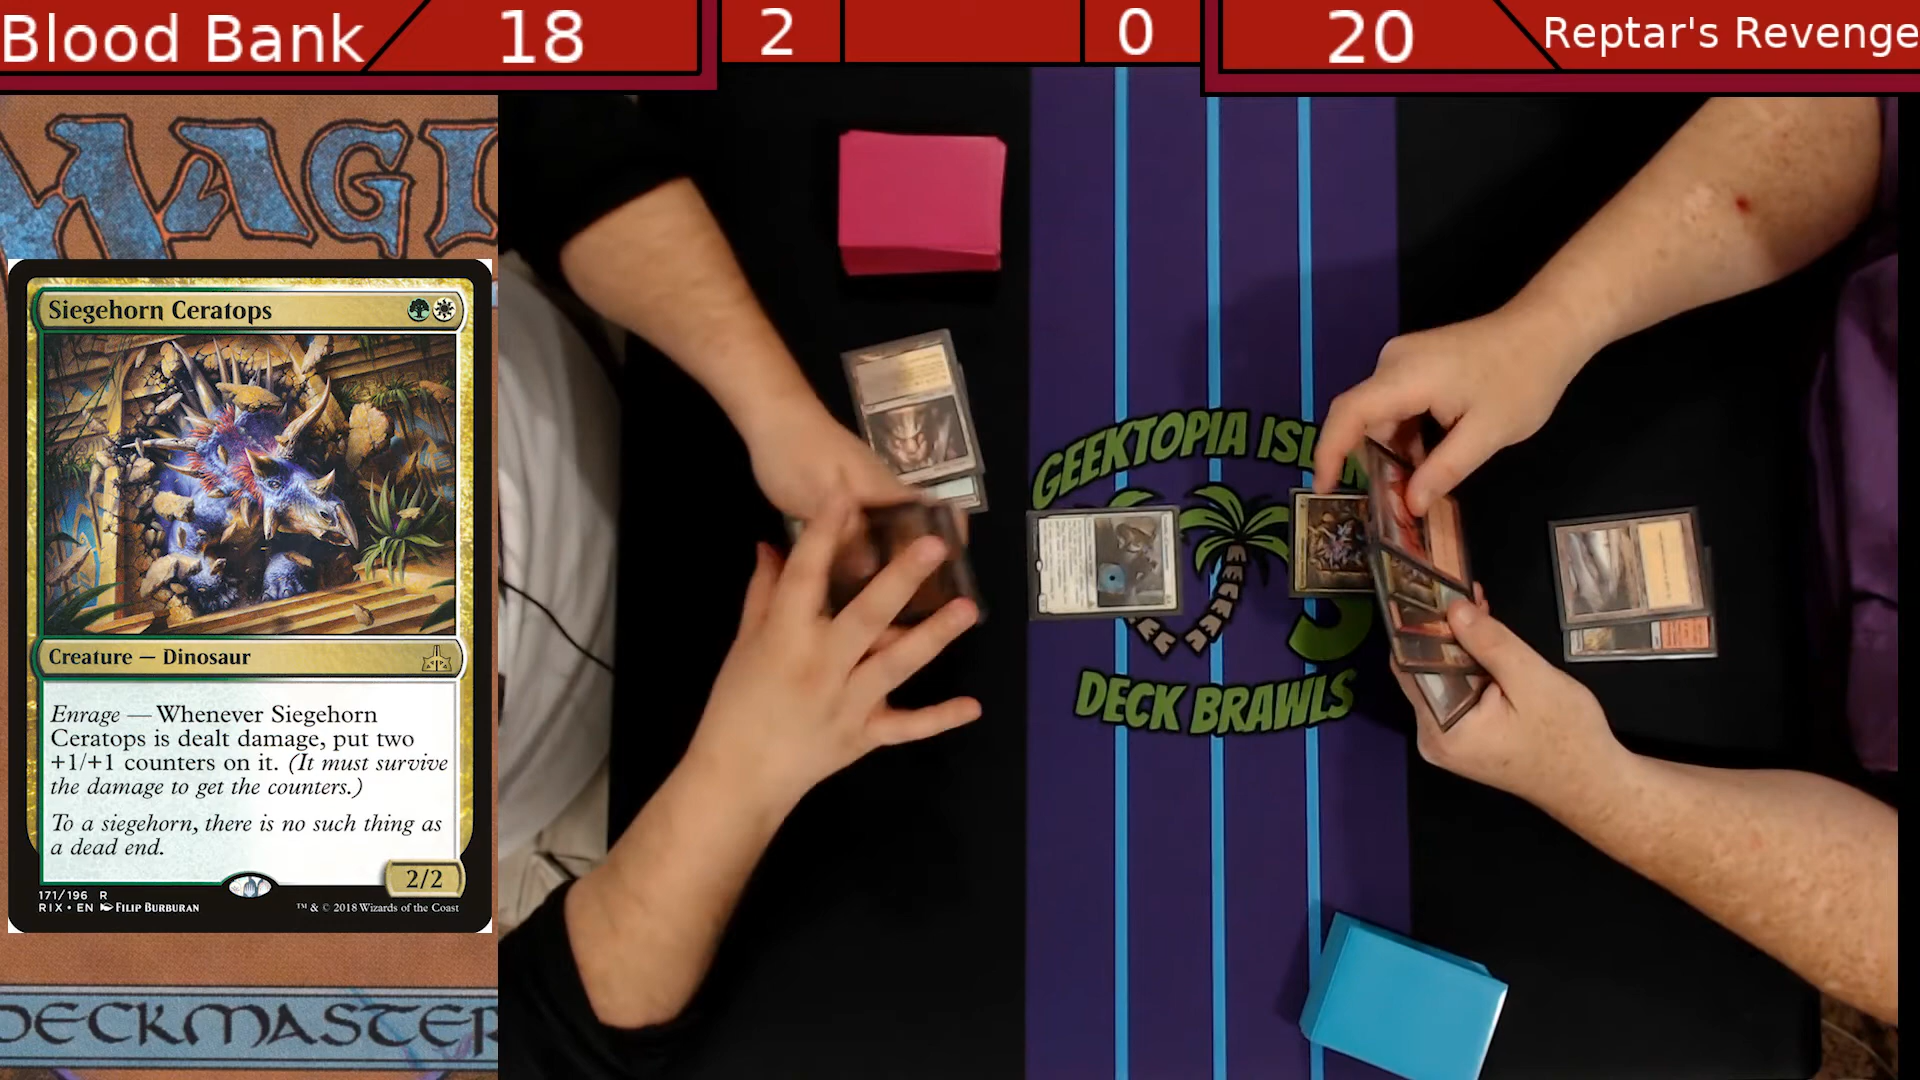 Blood Bank
18
2
0
20
Reptar's Revenge
MAGI
Siegehorn Ceratops
Creature — Dinosaur
Enrage — Whenever Siegehorn
Ceratops is dealt damage, put two
+1/+1 counters on it. (It must survive
the damage to get the counters.)
To a siegehorn, there is no such thing as
a dead end.
2/2
171/196 R
RIX • EN FILIP BURBURAN
™ & © 2018 Wizards of the Coast
DECKMASTER
GEEKTOPIA ISL
DECK BRAWLS